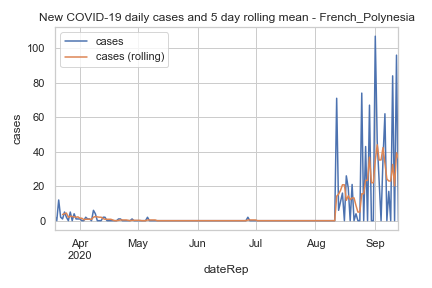 New COVID-19 daily cases and 5 day rolling mean - French_Polynesia
cases
cases (rolling)
100
80
60
40
20
0
cases
Apr
2020
May
Jun
Jul
Aug
Sep
dateRep